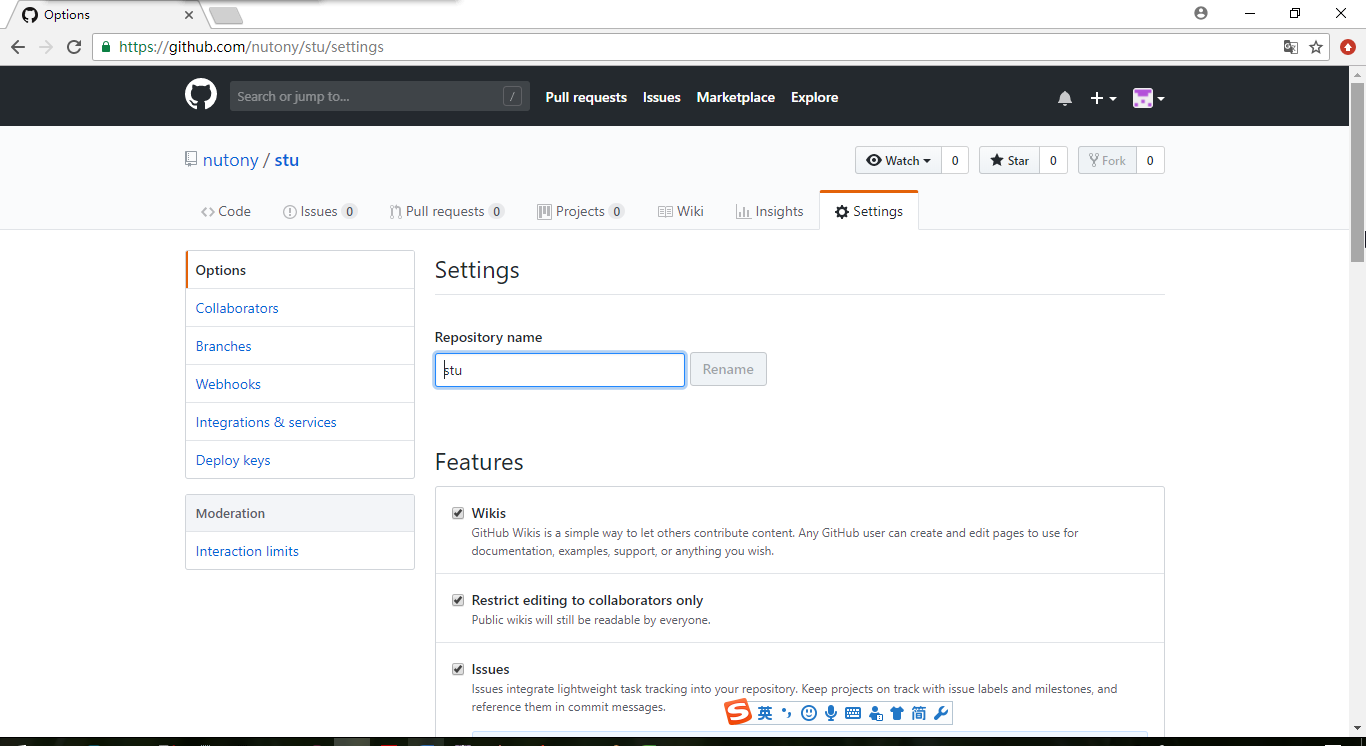 Options
https://github.com/nutony/stu/settings
Search or jump to... /
Pull requests Issues Marketplace Explore
nutony / stu
Watch 0 Star 0 Fork 0
Code Issues 0 Pull requests 0 Projects 0 Wiki Insights Settings
Options
Collaborators
Branches
Webhooks
Integrations & services
Deploy keys
Moderation
Interaction limits
Settings
Repository name
stu Rename
Features
Wikis
GitHub Wikis is a simple way to let others contribute content. Any GitHub user can create and edit pages to use for
documentation, examples, support, or anything you wish.
Restrict editing to collaborators only
Public wikis will still be readable by everyone.
Issues
Issues integrate lightweight task tracking into your repository. Keep projects on track with issue labels and milestones, and
reference them in commit messages.
S 英 简